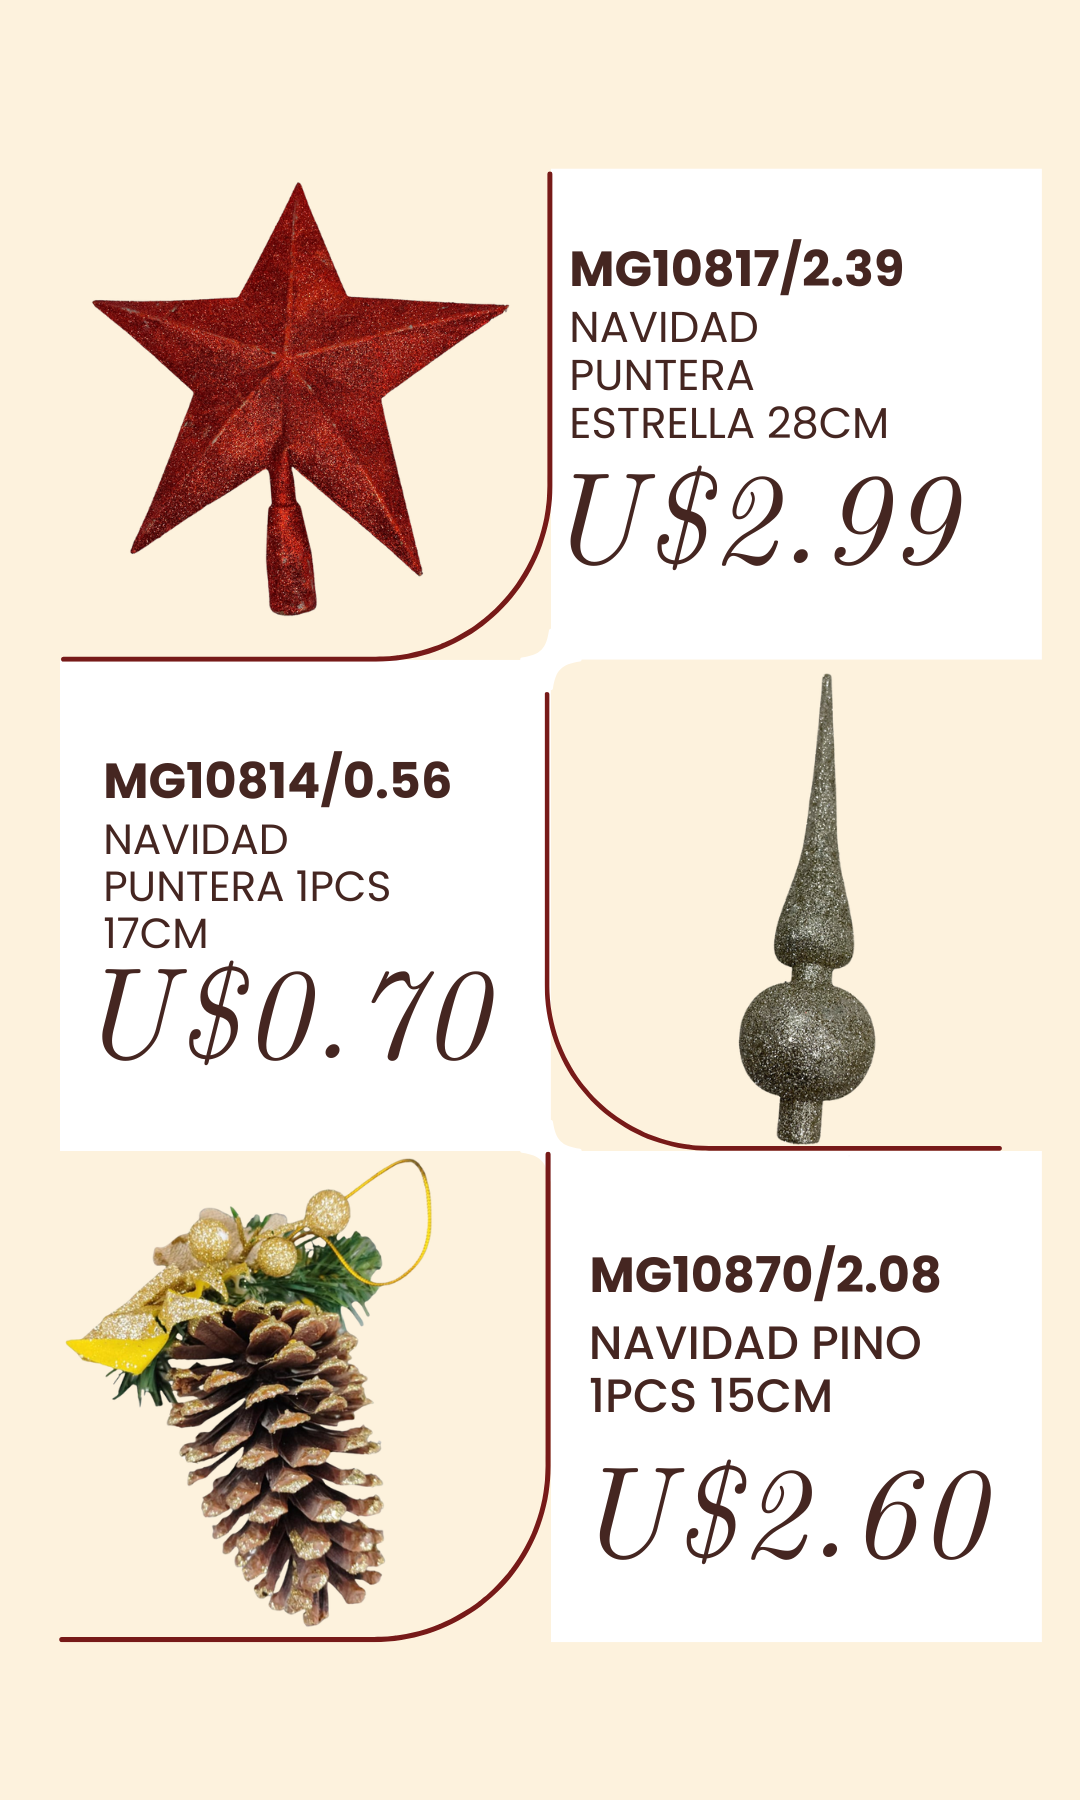 MG10817/2.39
NAVIDAD
PUNTERA
ESTRELLA 28CM
U$2.99
MG10814/0.56
NAVIDAD
PUNTERA 1PCS
17CM
U$0.70
MG10870/2.08
NAVIDAD PINO
1PCS 15CM
U$2.60